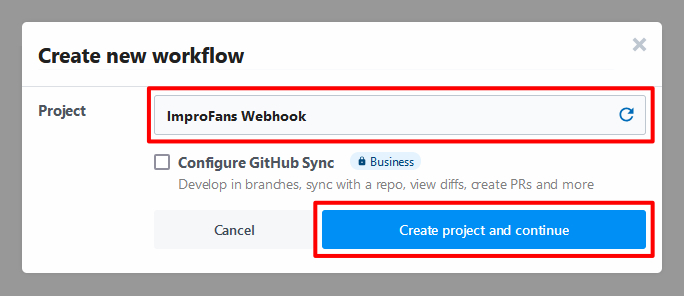 Create new workflow
Project
ImproFans Webhook
Configure GitHub Sync Business
Develop in branches, sync with a repo, view diffs, create PRs and more
Cancel Create project and continue